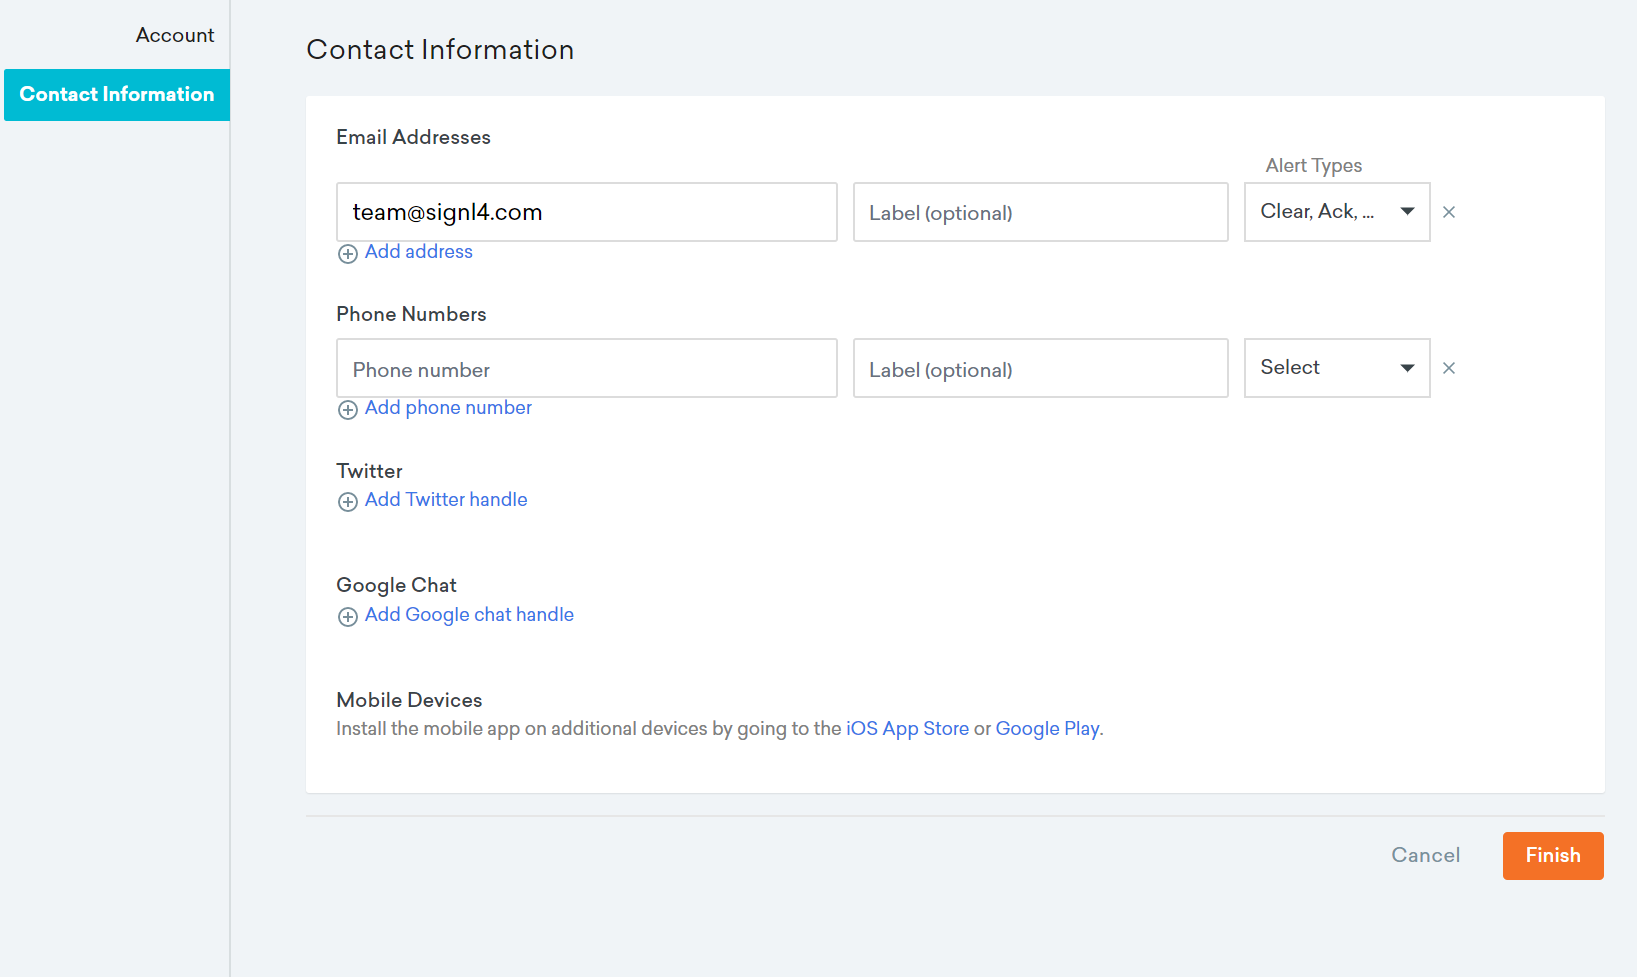 Account
Contact Information
Contact Information
Email Addresses
Alert Types
team@signl4.com
Label (optional)
Clear, Ack, ...
Add address
Phone Numbers
Phone number
Label (optional)
Select
Add phone number
Twitter
Add Twitter handle
Google Chat
Add Google chat handle
Mobile Devices
Install the mobile app on additional devices by going to the iOS App Store or Google Play.
Cancel
Finish